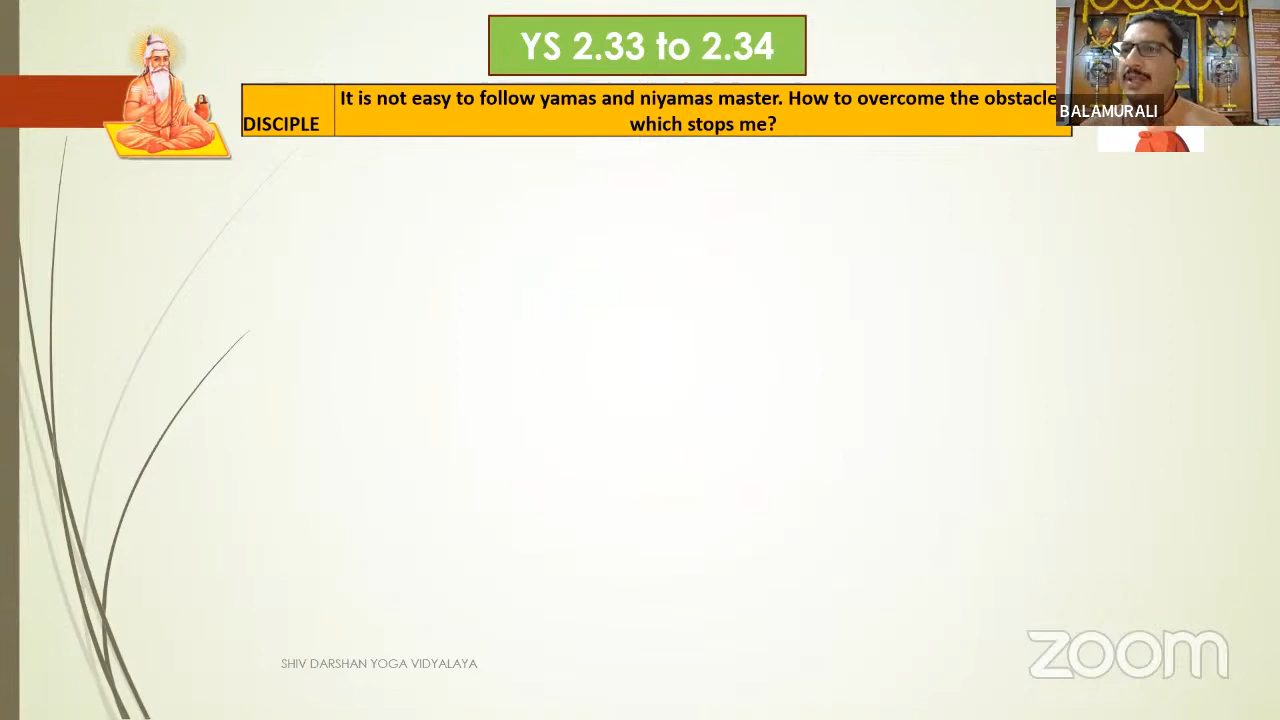 YS 2.33 to 2.34
It is not easy to follow yamas and niyamas master. How to overcome the obstacle
DISCIPLE
which stops me?
BALAMURALI
SHIV DARSHAN YOGA VIDYALAYA
zoom